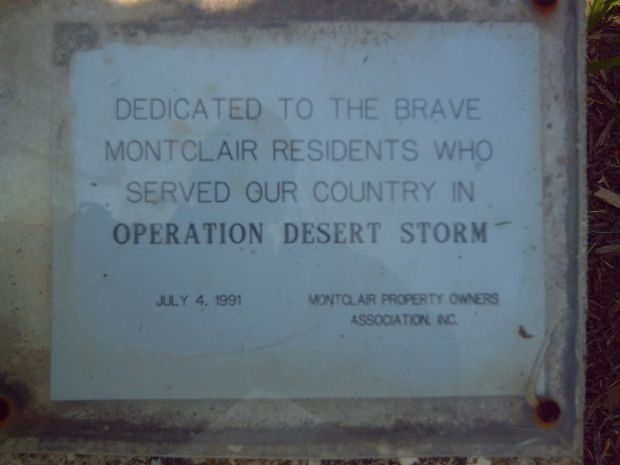 DEDICATED TO THE BRAVE
MONTCLAIR RESIDENTS WHO
SERVED OUR COUNTRY IN
OPERATION DESERT STORM
JULY 4, 1991
MONTCLAIR PROPERTY OWNERS
ASSOCIATION, INC.